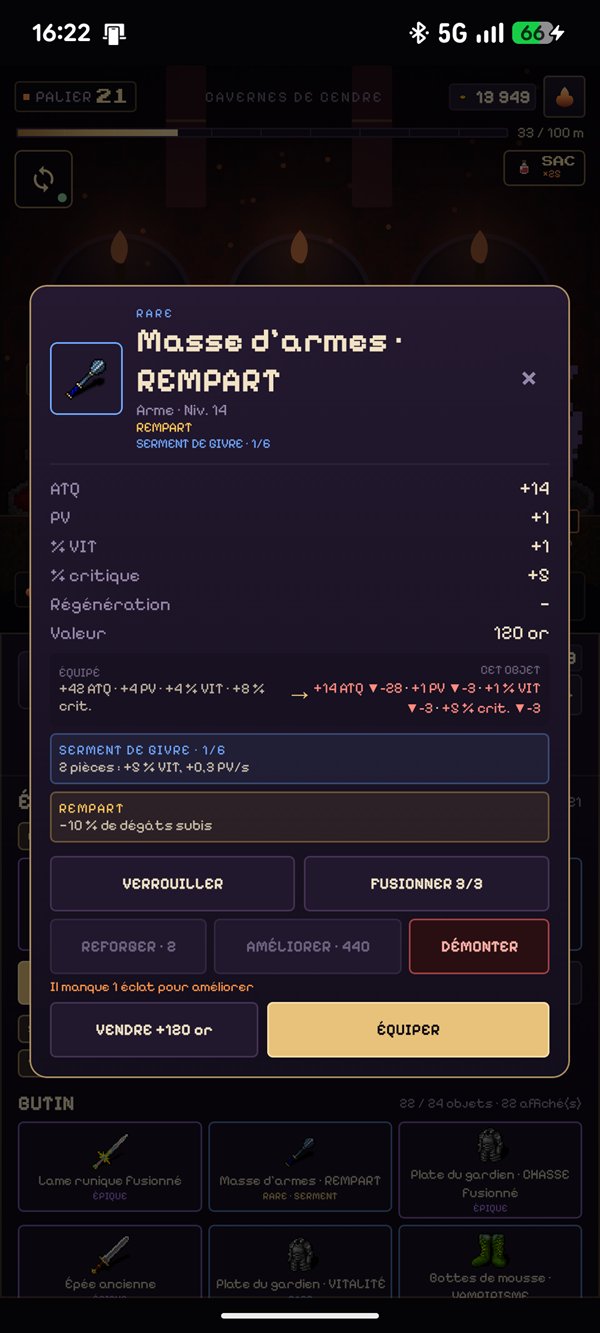 16:22
5G
66
PALIER 21
CAVERNES DE CENDRE
13 949
33 / 100 m
SAC
×25
RARE
Masse d'armes ·
REMPART
Arme · Niv. 14
REMPART
SERMENT DE GIVRE · 1/6
×
ATQ +14
PV +1
% VIT +1
% critique +5
Régénération -
Valeur 120 or
ÉQUIPÉ
+42 ATQ · +4 PV · +4 % VIT · +8 %
crit.
→
CET OBJET
+14 ATQ ▼-28 · +1 PV ▼-3 · +1 % VIT
▼-3 · +5 % crit. ▼-3
SERMENT DE GIVRE · 1/6
2 pièces : +5 % VIT, +0,3 PV/s
REMPART
-10 % de dégâts subis
VERROUILLER
FUSIONNER 3/3
REFORGER · 2
AMÉLIORER · 440
DÉMONTER
Il manque 1 éclat pour améliorer
VENDRE +120 or
ÉQUIPER
BUTIN
22 / 24 objets · 22 affiché(s)
Lame runique Fusionné
ÉPIQUE
Masse d'armes · REMPART
RARE · SERMENT
Plate du gardien · CHASSE
Fusionné
ÉPIQUE
Épée ancienne
Plate du gardien · VITALITÉ
Bottes de mousse ·
VAMPIRISME